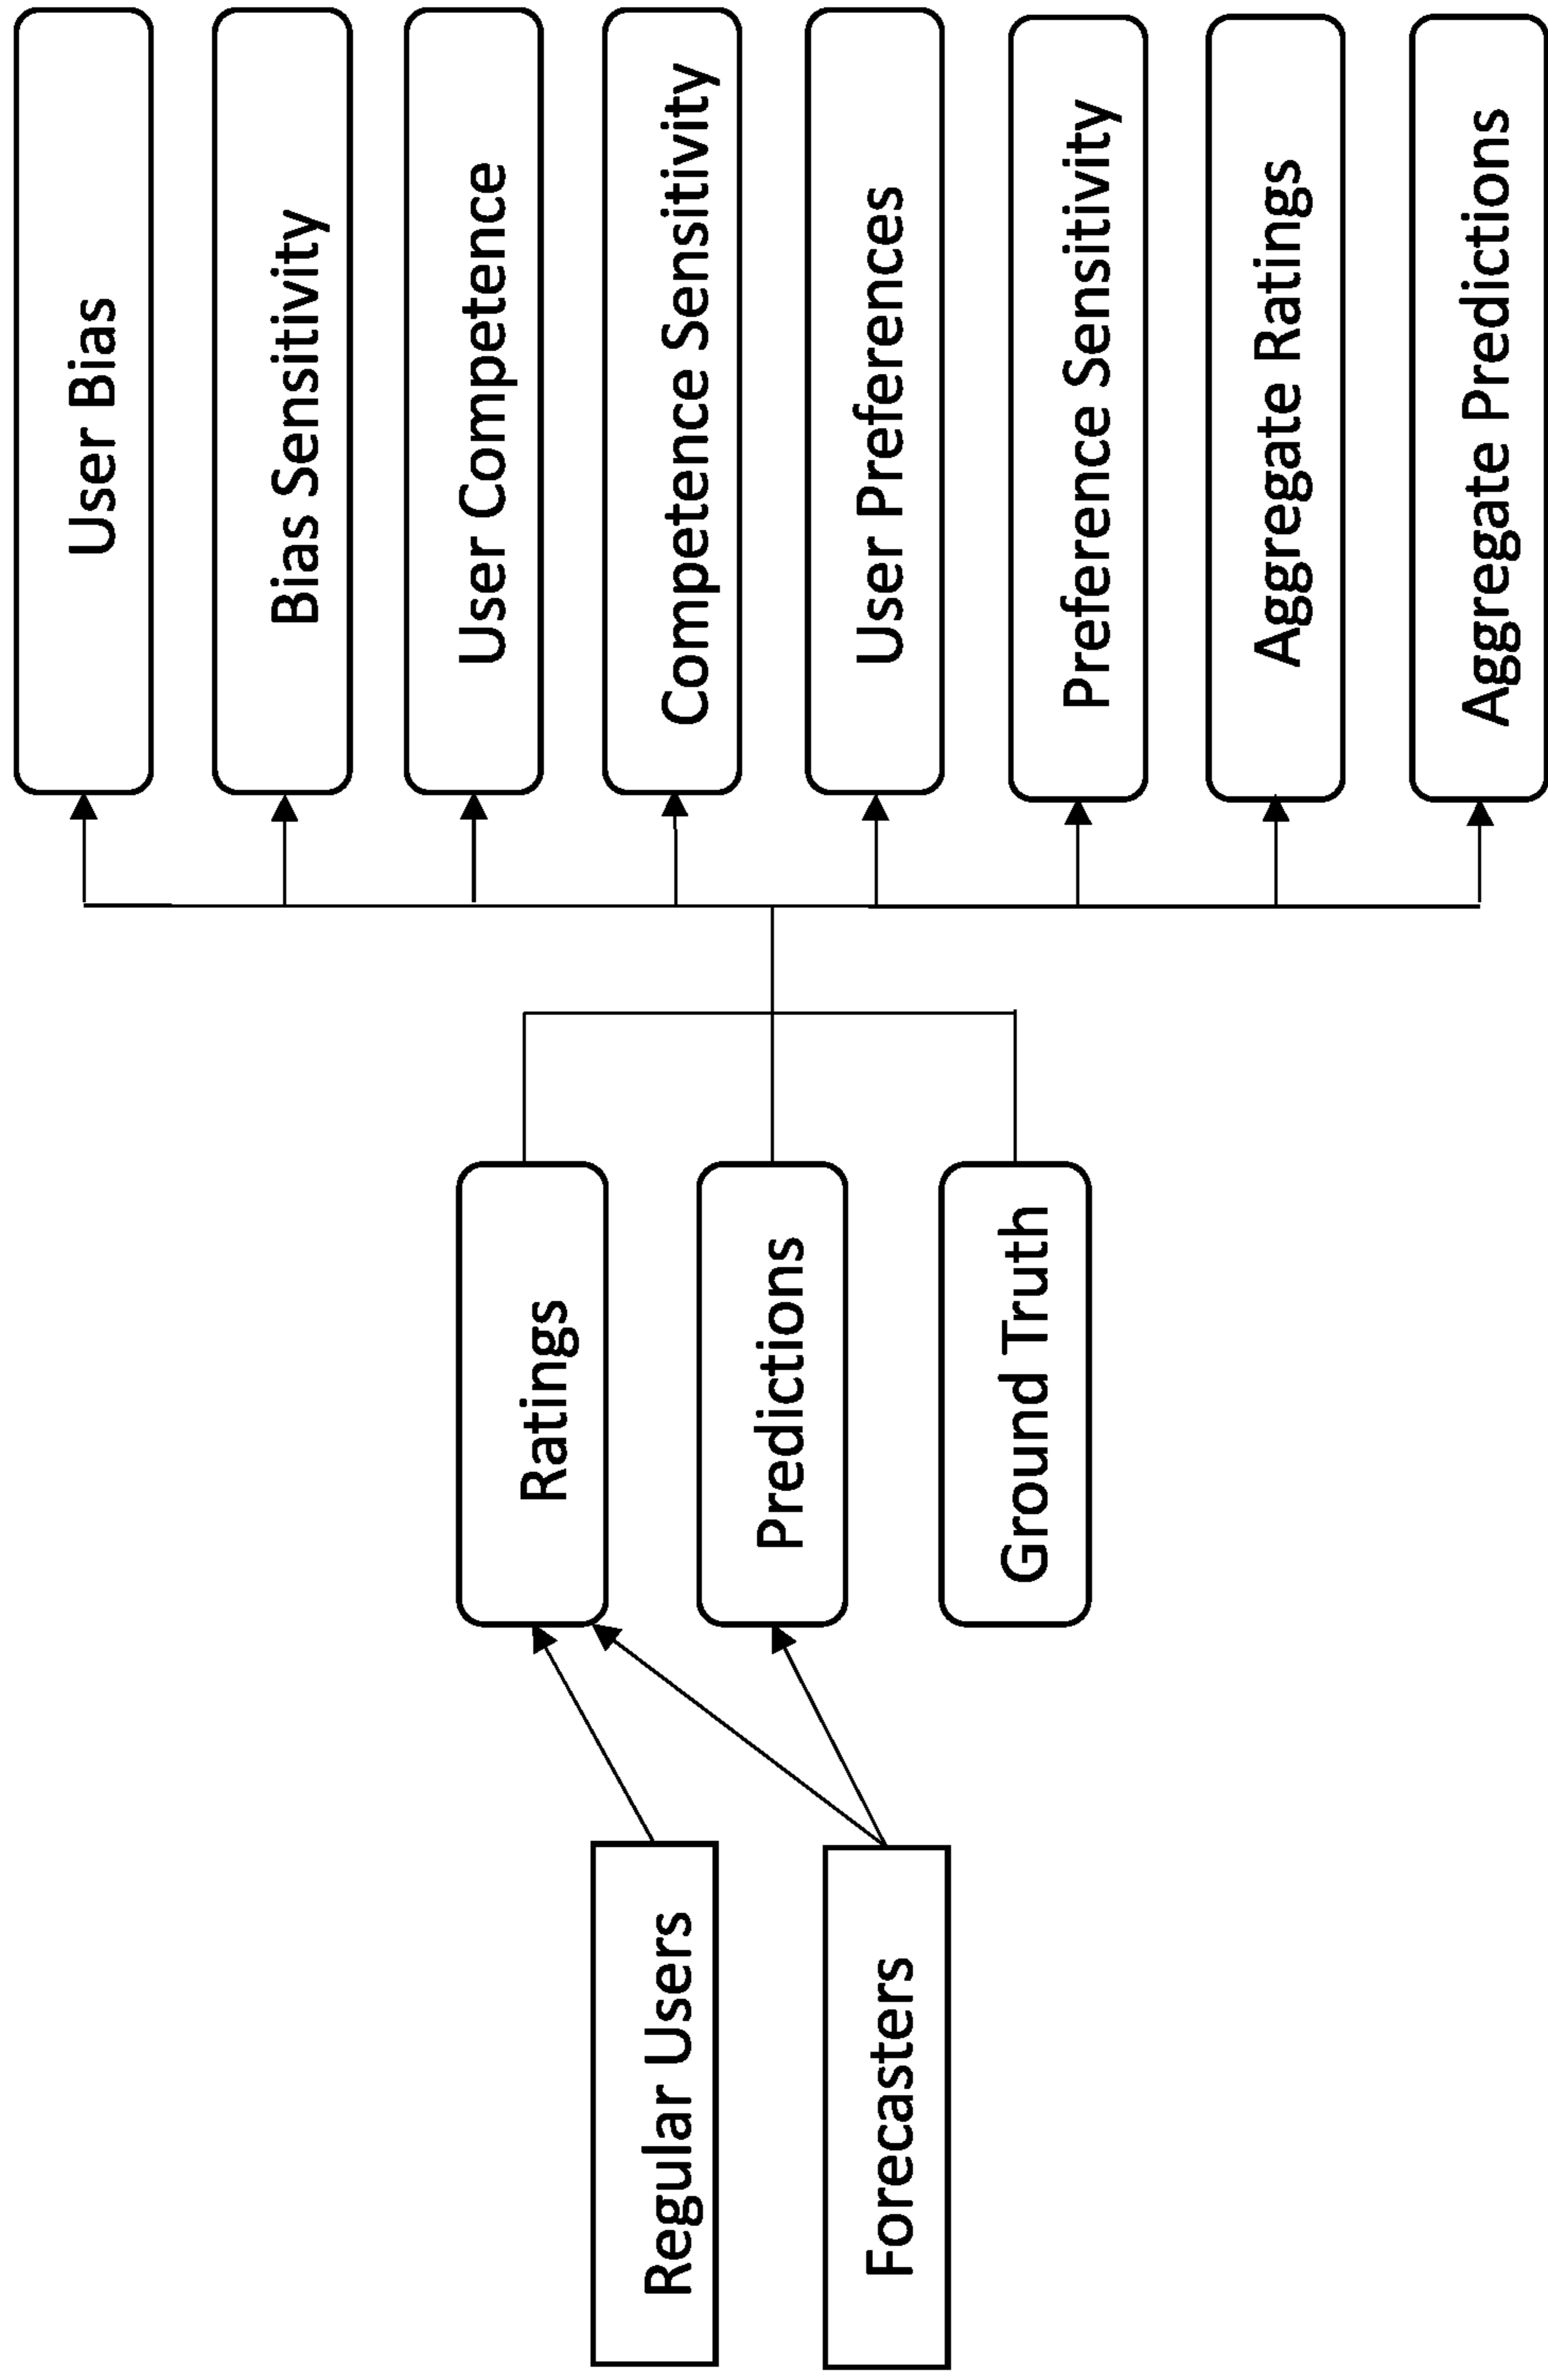 Regular Users
Forecasters
Ratings
Predictions
Ground Truth
User Bias
Bias Sensitivity
User Competence
Competence Sensitivity
User Preferences
Preference Sensitivity
Aggregate Ratings
Aggregate Predictions